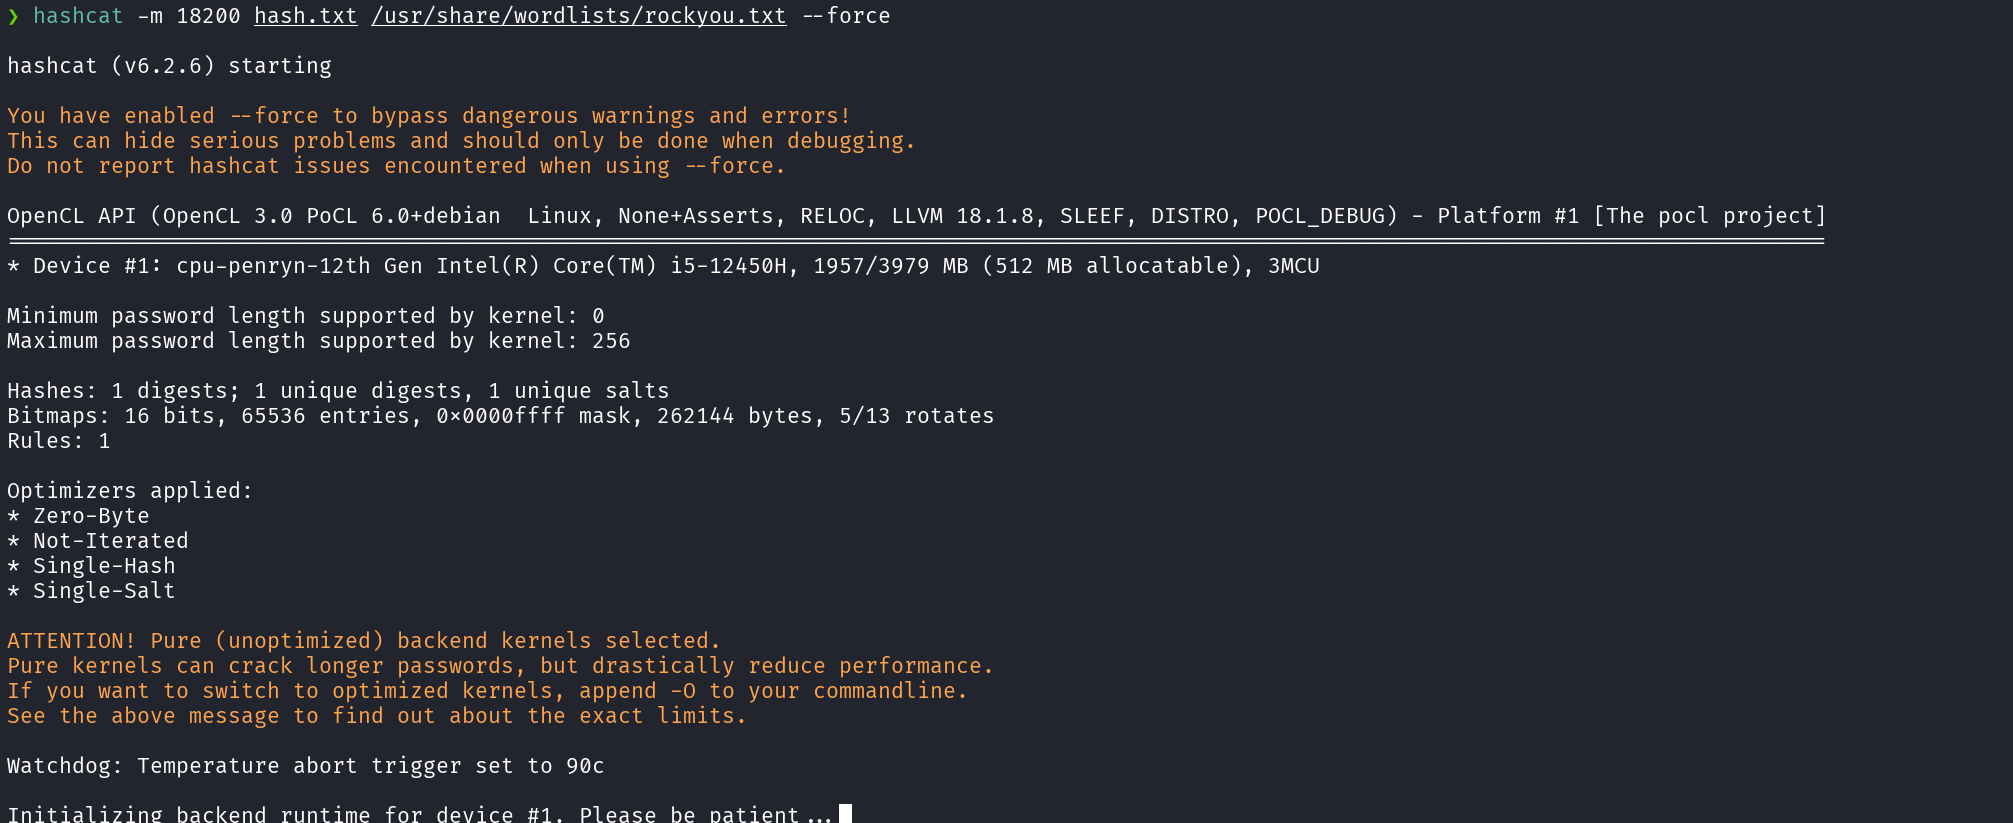 ❯ hashcat -m 18200 hash.txt /usr/share/wordlists/rockyou.txt --force
hashcat (v6.2.6) starting
You have enabled --force to bypass dangerous warnings and errors!
This can hide serious problems and should only be done when debugging.
Do not report hashcat issues encountered when using --force.
OpenCL API (OpenCL 3.0 PoCL 6.0+debian  Linux, None+Asserts, RELOC, LLVM 18.1.8, SLEEF, DISTRO, POCL_DEBUG) - Platform #1 [The pocl project]
* Device #1: cpu-penryn-12th Gen Intel(R) Core(TM) i5-12450H, 1957/3979 MB (512 MB allocatable), 3MCU
Minimum password length supported by kernel: 0
Maximum password length supported by kernel: 256
Hashes: 1 digests; 1 unique digests, 1 unique salts
Bitmaps: 16 bits, 65536 entries, 0x0000ffff mask, 262144 bytes, 5/13 rotates
Rules: 1
Optimizers applied:
* Zero-Byte
* Not-Iterated
* Single-Hash
* Single-Salt
ATTENTION! Pure (unoptimized) backend kernels selected.
Pure kernels can crack longer passwords, but drastically reduce performance.
If you want to switch to optimized kernels, append -O to your commandline.
See the above message to find out about the exact limits.
Watchdog: Temperature abort trigger set to 90c
Initializing backend runtime for device #1. Please be patient...